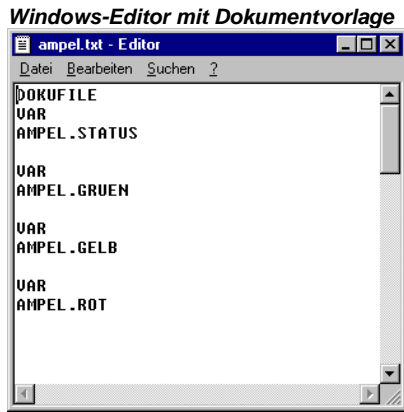 Windows-Editor mit Dokumentvorlage
ampel.txt - Editor
Datei Bearbeiten Suchen ?
DOKUFILE
VAR
AMPEL.STATUS
VAR
AMPEL.GRUEN
VAR
AMPEL.GELB
VAR
AMPEL.ROT